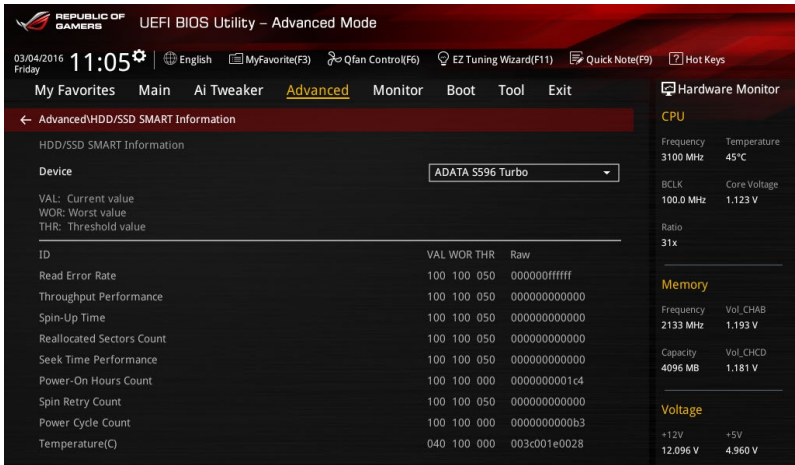 REPUBLIC OF
GAMERS
UEFI BIOS Utility – Advanced Mode
03/04/2016
Friday
11:05
English
MyFavorite(F3)
Qfan Control(F6)
EZ Tuning Wizard(F11)
Quick Note(F9)
? Hot Keys
My Favorites Main Ai Tweaker Advanced Monitor Boot Tool Exit
← Advanced\HDD/SSD SMART Information
HDD/SSD SMART Information
Device ADATA S596 Turbo
VAL: Current value
WOR: Worst value
THR: Threshold value
ID VAL WOR THR Raw
Read Error Rate 100 100 050 000000ffffff
Throughput Performance 100 100 050 000000000000
Spin-Up Time 100 100 050 000000000000
Reallocated Sectors Count 100 100 050 000000000000
Seek Time Performance 100 100 050 000000000000
Power-On Hours Count 100 100 000 0000000001c4
Spin Retry Count 100 100 050 000000000000
Power Cycle Count 100 100 000 0000000000b3
Temperature(C) 040 100 000 003c001e0028
Hardware Monitor
CPU
Frequency Temperature
3100 MHz 45°C
BCLK Core Voltage
100.0 MHz 1.123 V
Ratio
31x
Memory
Frequency Vol_CHAB
2133 MHz 1.193 V
Capacity Vol_CHCD
4096 MB 1.181 V
Voltage
+12V +5V
12.096 V 4.960 V